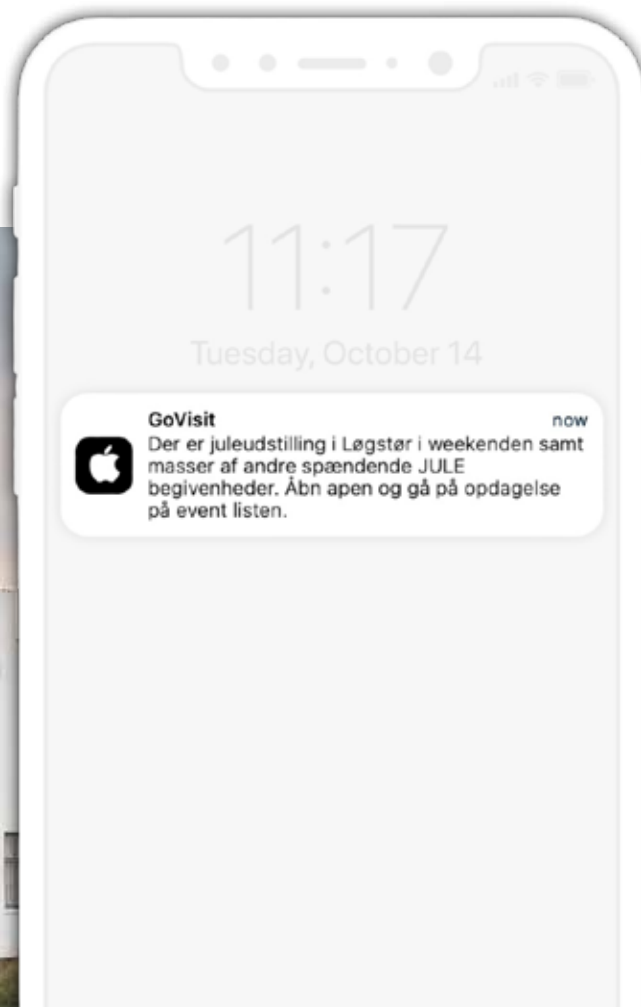 11:17
Tuesday, October 14
GoVisit now
Der er juleudstilling i Løgstør i weekenden samt
masser af andre spændende JULE
begivenheder. Åbn apen og gå på opdagelse
på event listen.